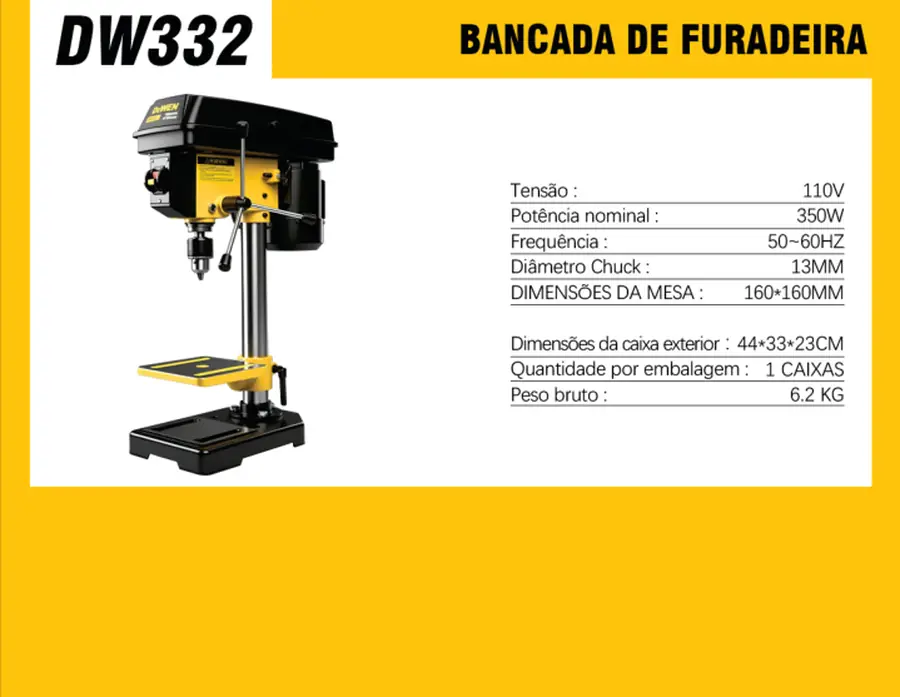 DW332
BANCADA DE FURADEIRA
DeWEN
Tensão : 110V
Potência nominal : 350W
Frequência : 50~60HZ
Diâmetro Chuck : 13MM
DIMENSÕES DA MESA : 160*160MM
Dimensões da caixa exterior : 44*33*23CM
Quantidade por embalagem : 1 CAIXAS
Peso bruto : 6.2 KG